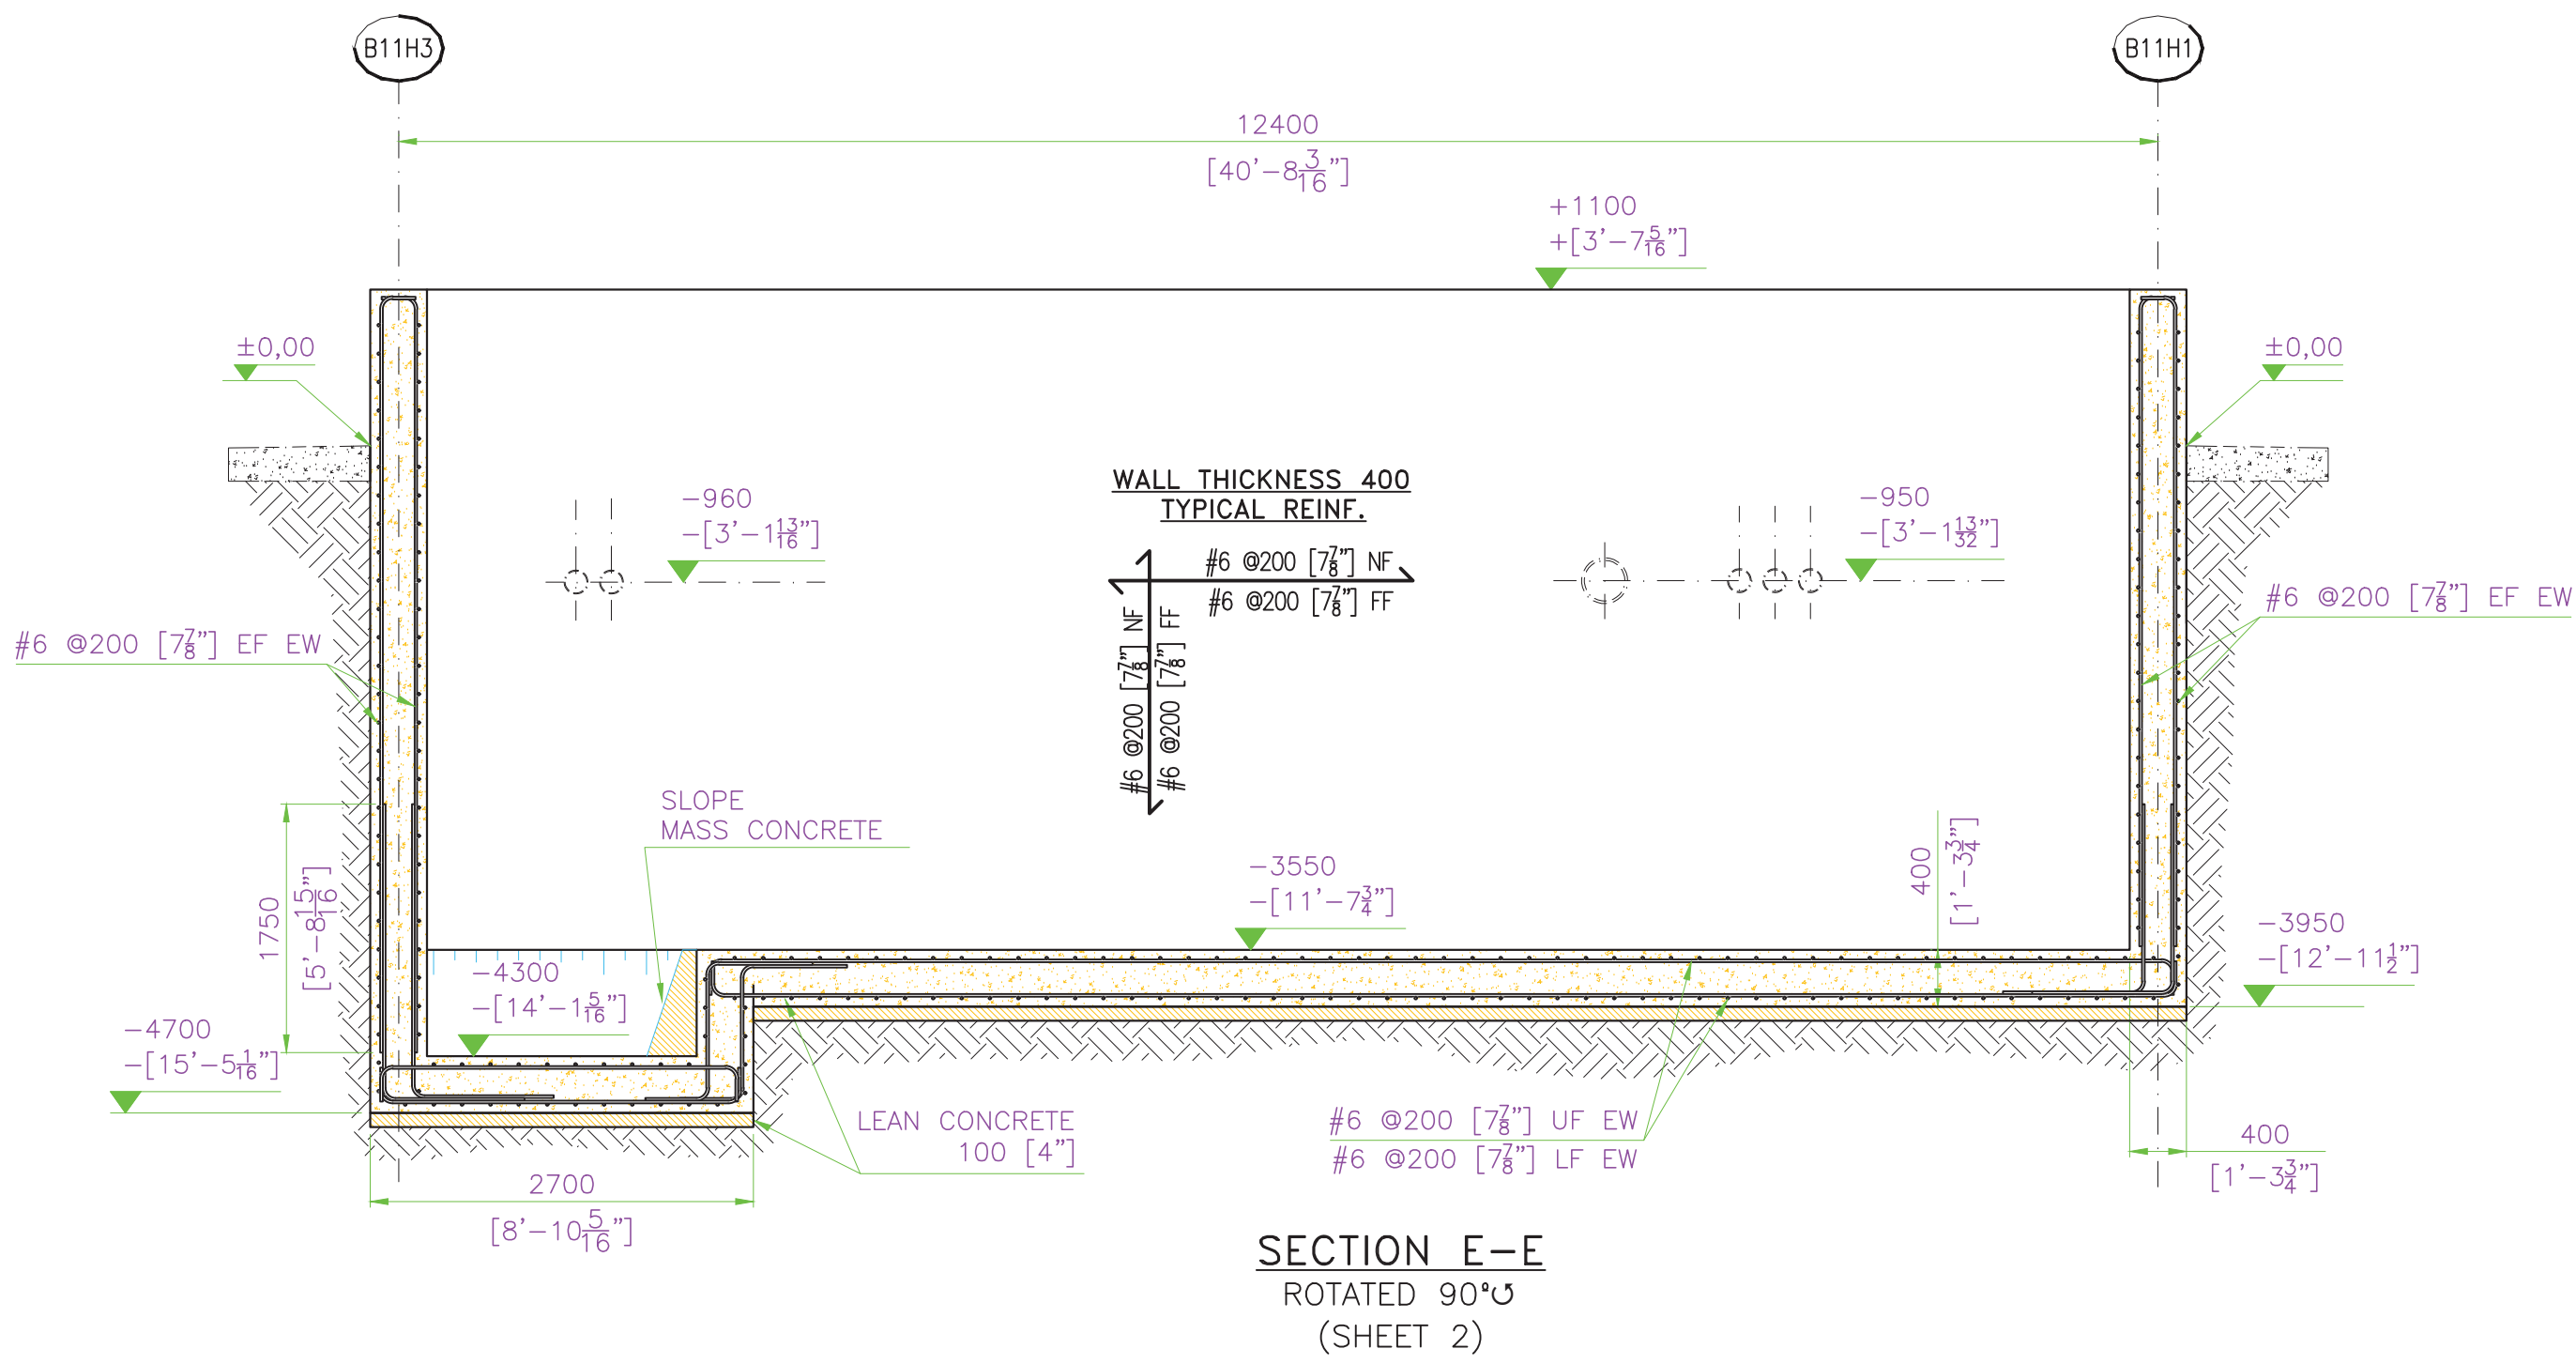 B11H3
B11H1
12400
[40'-8 3/16"]
+1100
+[3'-7 5/16"]
±0,00
±0,00
WALL THICKNESS 400
TYPICAL REINF.
-960
-[3'-1 13/16"]
-950
-[3'-1 13/32"]
#6 @200 [7 7/8"] NF
#6 @200 [7 7/8"] FF
#6 @200 [7 7/8"] NF
#6 @200 [7 7/8"] FF
#6 @200 [7 7/8"] EF EW
#6 @200 [7 7/8"] EF EW
SLOPE
MASS CONCRETE
1750
[5'-8 15/16"]
-3550
-[11'-7 3/4"]
400
[1'-3 3/4"]
-3950
-[12'-11 1/2"]
-4300
-[14'-1 5/16"]
-4700
-[15'-5 1/16"]
LEAN CONCRETE
100 [4"]
#6 @200 [7 7/8"] UF EW
#6 @200 [7 7/8"] LF EW
400
[1'-3 3/4"]
2700
[8'-10 5/16"]
SECTION E-E
ROTATED 90°↺
(SHEET 2)